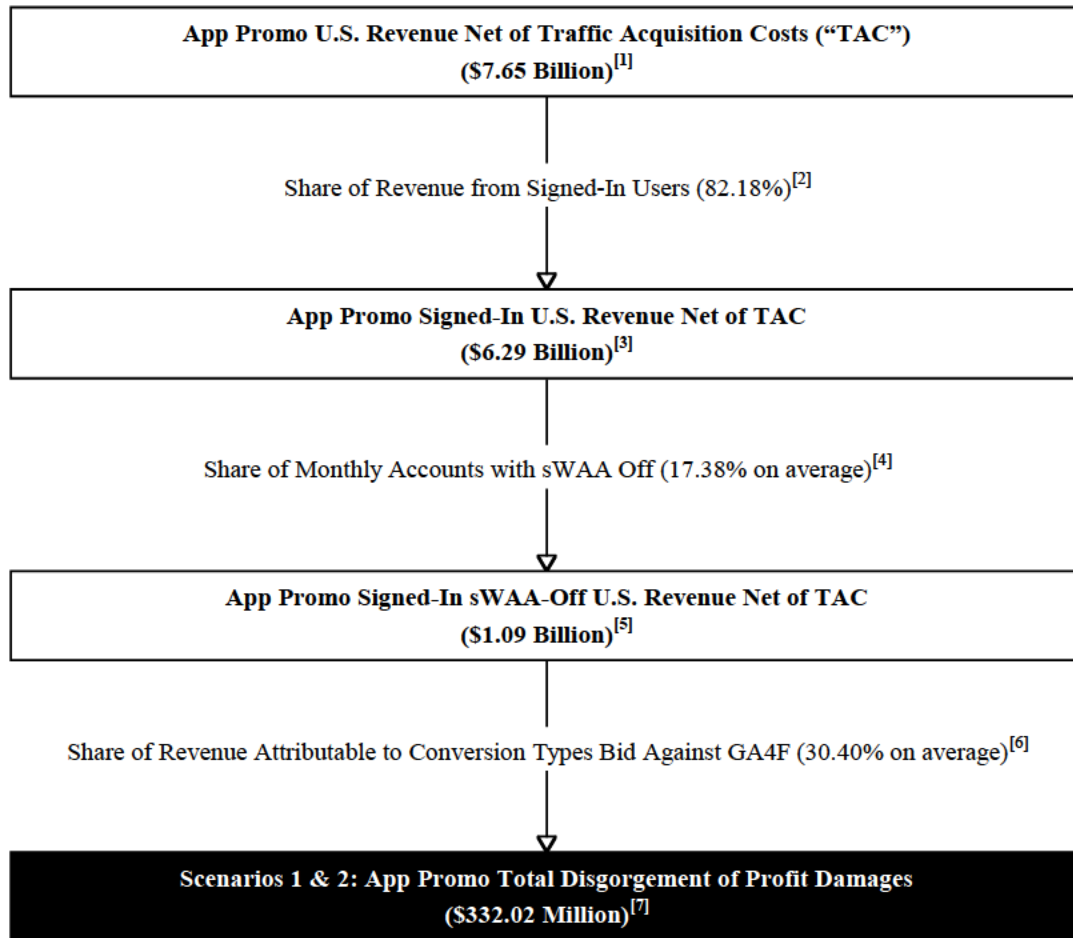 App Promo U.S. Revenue Net of Traffic Acquisition Costs (“TAC”)
($7.65 Billion)[1]
Share of Revenue from Signed-In Users (82.18%)[2]
App Promo Signed-In U.S. Revenue Net of TAC
($6.29 Billion)[3]
Share of Monthly Accounts with sWAA Off (17.38% on average)[4]
App Promo Signed-In sWAA-Off U.S. Revenue Net of TAC
($1.09 Billion)[5]
Share of Revenue Attributable to Conversion Types Bid Against GA4F (30.40% on average)[6]
Scenarios 1 & 2: App Promo Total Disgorgement of Profit Damages
($332.02 Million)[7]